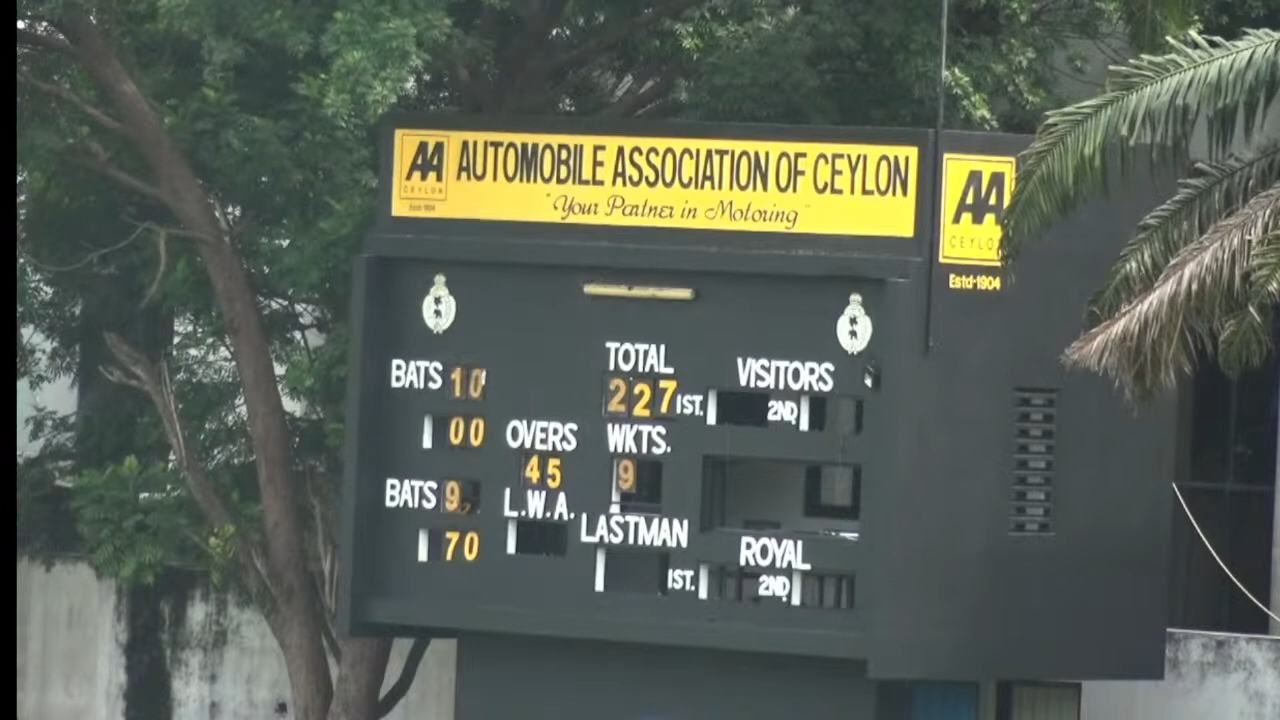 AA AUTOMOBILE ASSOCIATION OF CEYLON
CEYLON
Estd-1904
"Your Partner in Motoring"
AA
CEYLO
Estd-1904
TOTAL
BATS 10
VISITORS
227
1ST.
2ND.
00
OVERS
WKTS.
45
9
BATS 9
L.W.A.
LASTMAN
70
ROYAL
1ST.
2ND.